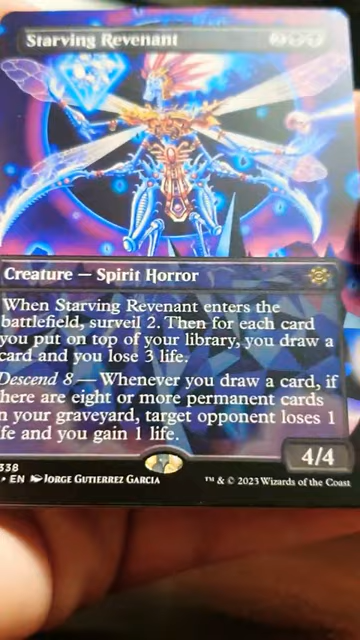 Starving Revenant 2
Creature — Spirit Horror
When Starving Revenant enters the
battlefield, surveil 2. Then for each card
you put on top of your library, you draw a
card and you lose 3 life.
Descend 8 — Whenever you draw a card, if
here are eight or more permanent cards
n your graveyard, target opponent loses 1
fe and you gain 1 life.
4/4
338
• EN Jorge Gutierrez Garcia
™ & © 2023 Wizards of the Coast